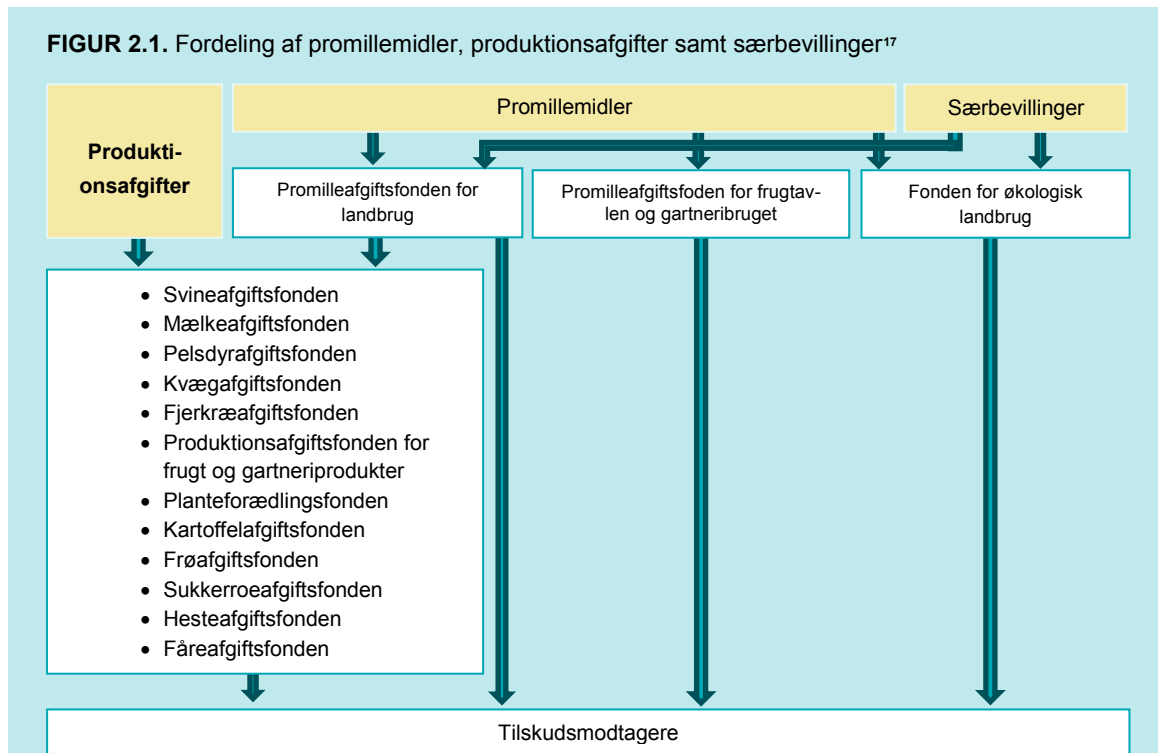 FIGUR 2.1. Fordeling af promillemidler, produktionsafgifter samt særbevillinger¹⁷
Produkti-
onsafgifter
Promillemidler
Særbevillinger
Promilleafgiftsfonden for
landbrug
Promilleafgiftsfoden for frugtav-
len og gartneribruget
Fonden for økologisk
landbrug
• Svineafgiftsfonden
• Mælkeafgiftsfonden
• Pelsdyrafgiftsfonden
• Kvægafgiftsfonden
• Fjerkræafgiftsfonden
• Produktionsafgiftsfonden for
frugt og gartneriprodukter
• Planteforædlingsfonden
• Kartoffelafgiftsfonden
• Frøafgiftsfonden
• Sukkerroeafgiftsfonden
• Hesteafgiftsfonden
• Fåreafgiftsfonden
Tilskudsmodtagere